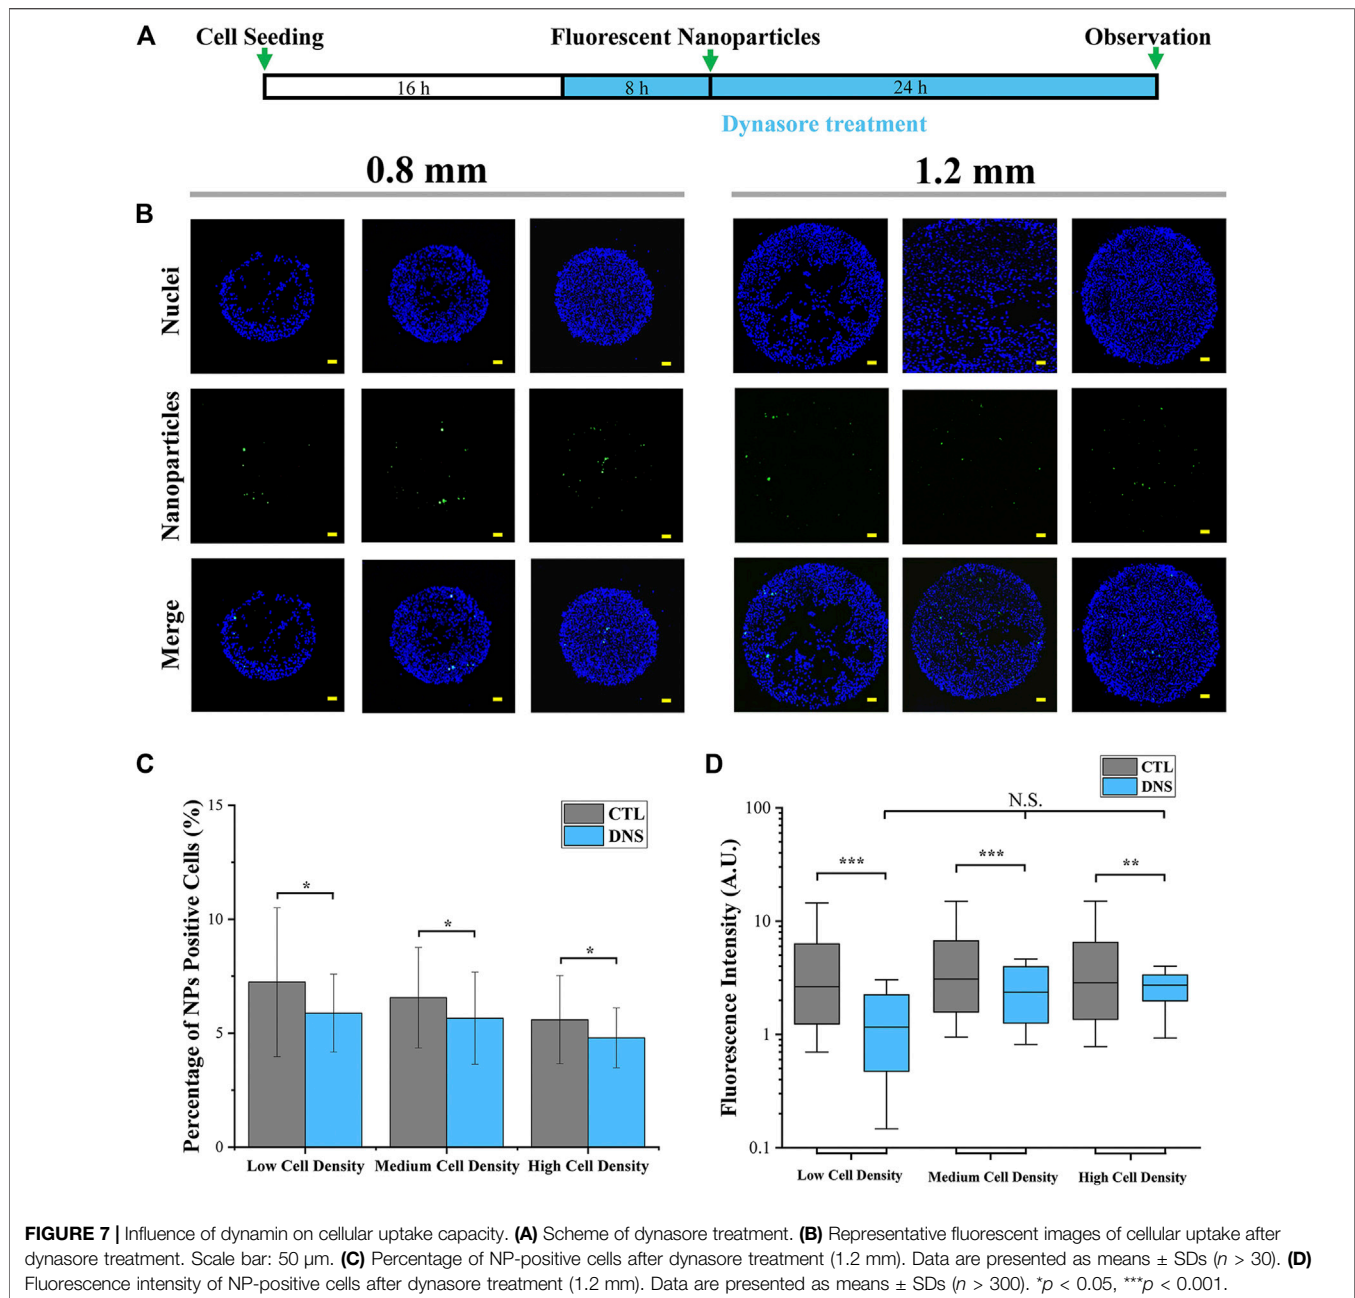 A
Cell Seeding
Fluorescent Nanoparticles
Observation
16 h
8 h
24 h
Dynasore treatment
0.8 mm
1.2 mm
B
Nuclei
Nanoparticles
Merge
C
Percentage of NPs Positive Cells (%)
15
10
5
0
CTL
DNS
*
*
*
Low Cell Density
Medium Cell Density
High Cell Density
D
Fluorescence Intensity (A.U.)
100
10
1
0.1
CTL
DNS
N.S.
***
***
**
Low Cell Density
Medium Cell Density
High Cell Density
FIGURE 7 | Influence of dynamin on cellular uptake capacity. (A) Scheme of dynasore treatment. (B) Representative fluorescent images of cellular uptake after
dynasore treatment. Scale bar: 50 µm. (C) Percentage of NP-positive cells after dynasore treatment (1.2 mm). Data are presented as means ± SDs (n > 30). (D)
Fluorescence intensity of NP-positive cells after dynasore treatment (1.2 mm). Data are presented as means ± SDs (n > 300). *p < 0.05, ***p < 0.001.